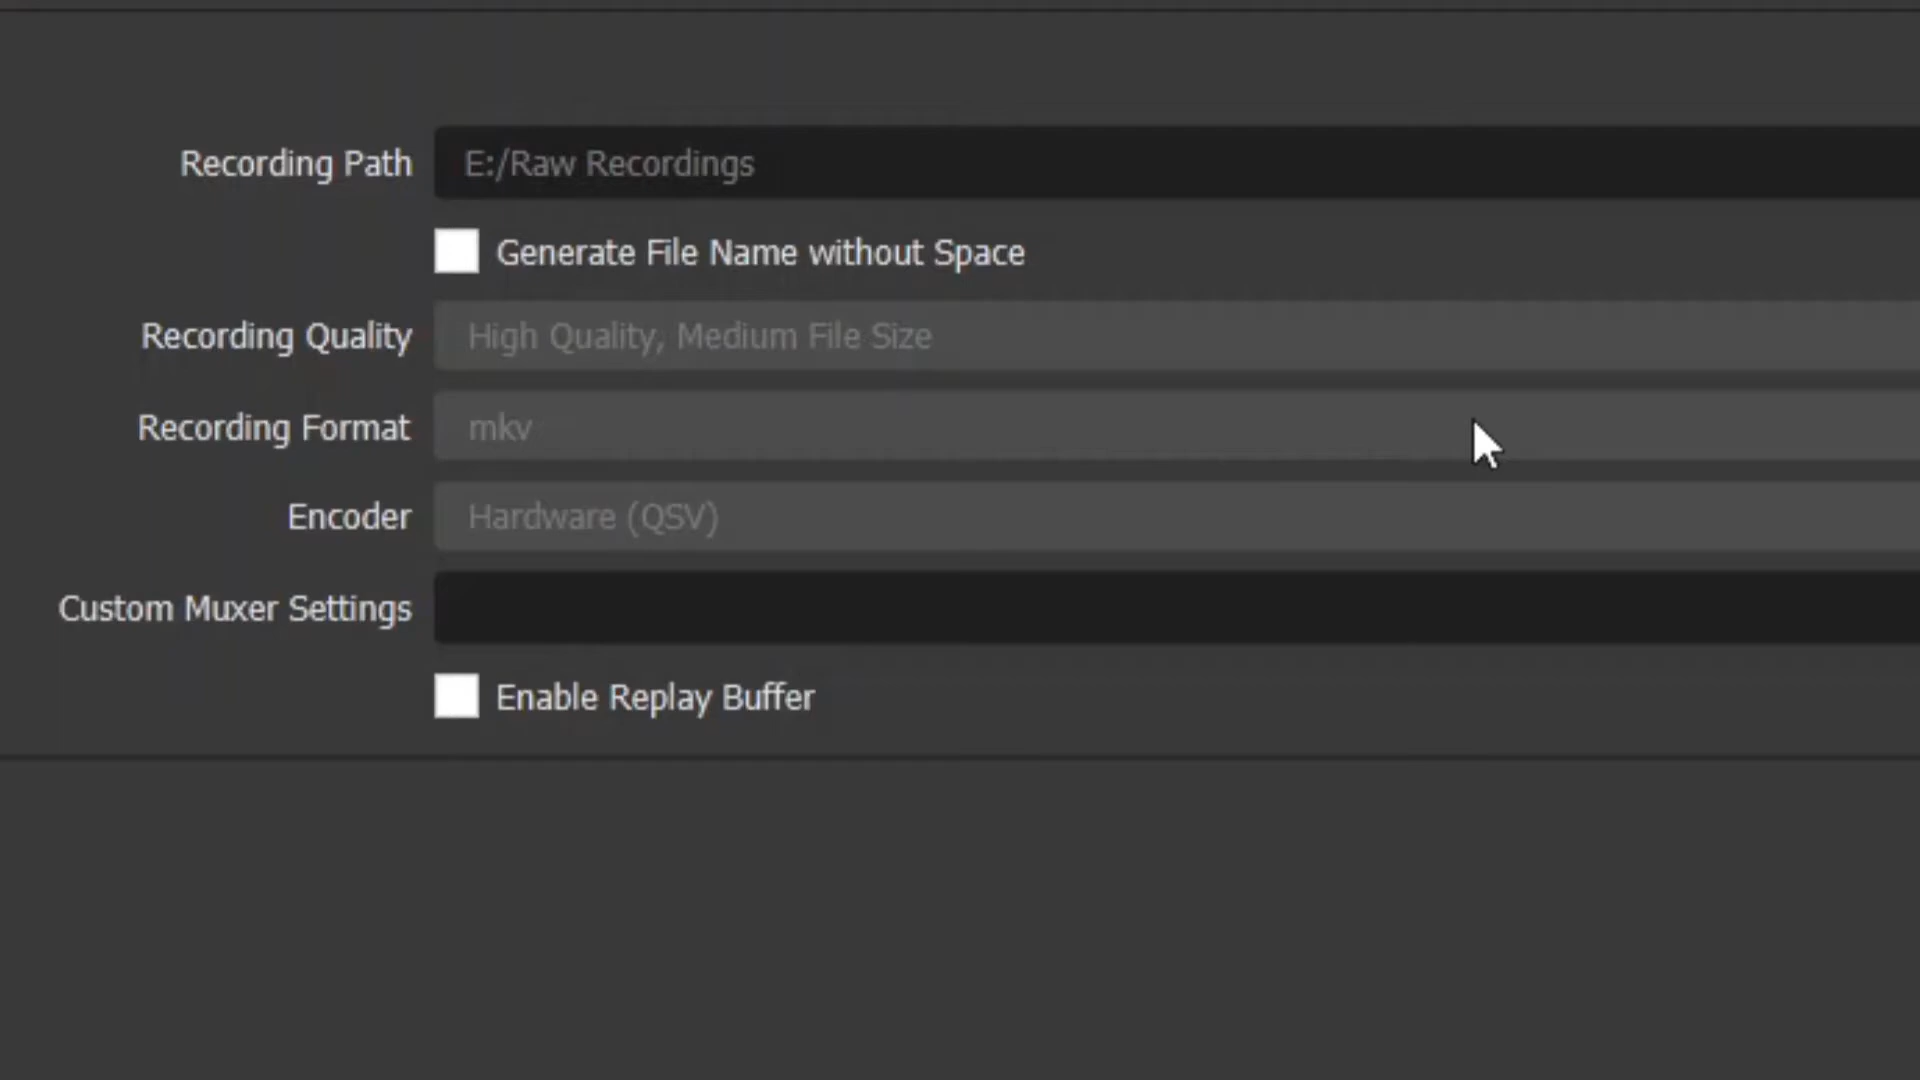 Recording Path E:/Raw Recordings
Generate File Name without Space
Recording Quality High Quality, Medium File Size
Recording Format mkv
Encoder Hardware (QSV)
Custom Muxer Settings
Enable Replay Buffer